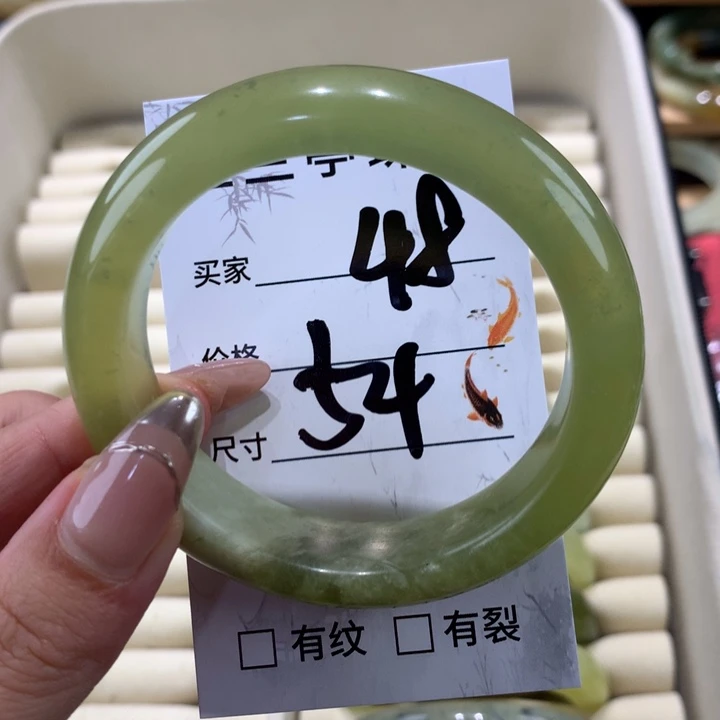 买家 48
价格
尺寸 54
□ 有纹 □ 有裂